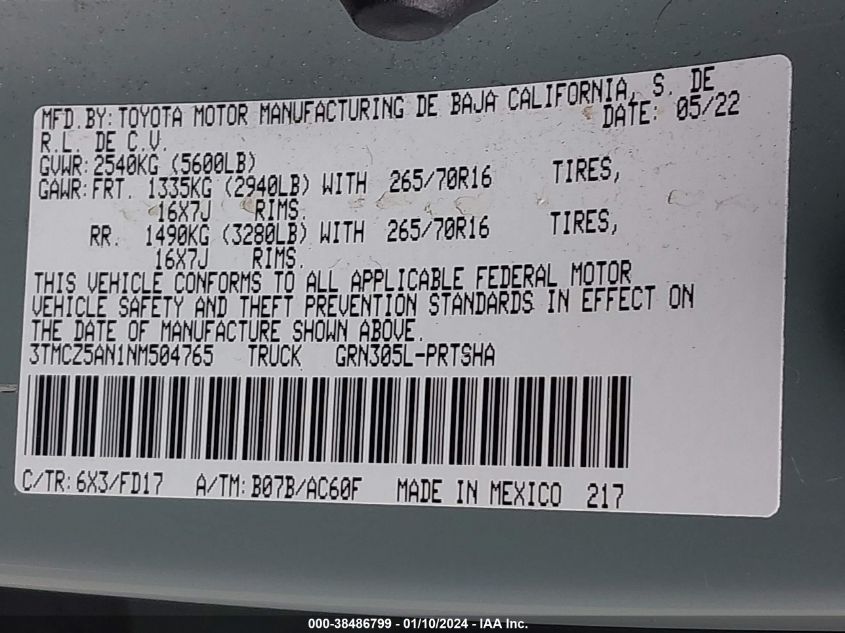 MFD. BY: TOYOTA MOTOR MANUFACTURING DE BAJA CALIFORNIA, S. DE
R.L. DE C.V. DATE: 05/22
GVWR: 2540KG (5600LB)
GAWR: FRT. 1335KG (2940LB) WITH 265/70R16 TIRES,
16X7J RIMS.
RR. 1490KG (3280LB) WITH 265/70R16 TIRES,
16X7J RIMS.
THIS VEHICLE CONFORMS TO ALL APPLICABLE FEDERAL MOTOR
VEHICLE SAFETY AND THEFT PREVENTION STANDARDS IN EFFECT ON
THE DATE OF MANUFACTURE SHOWN ABOVE.
3TMCZ5AN1NM504765 TRUCK GRN305L-PRTSHA
C/TR: 6X3/FD17 A/TM: B07B/AC60F MADE IN MEXICO 217
000-38486799 - 01/10/2024 - IAA Inc.